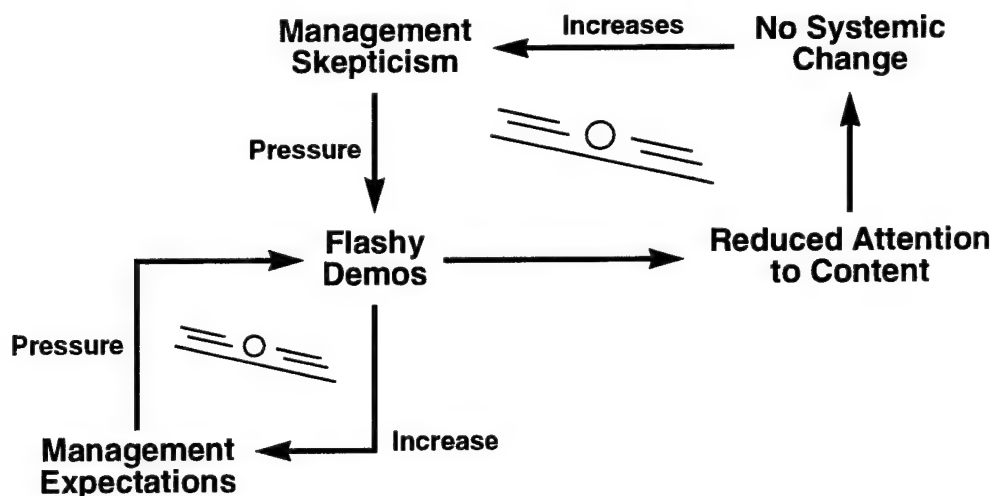 Management
Skepticism
Increases
No Systemic
Change
Pressure
Flashy
Demos
Reduced Attention
to Content
Pressure
Increase
Management
Expectations